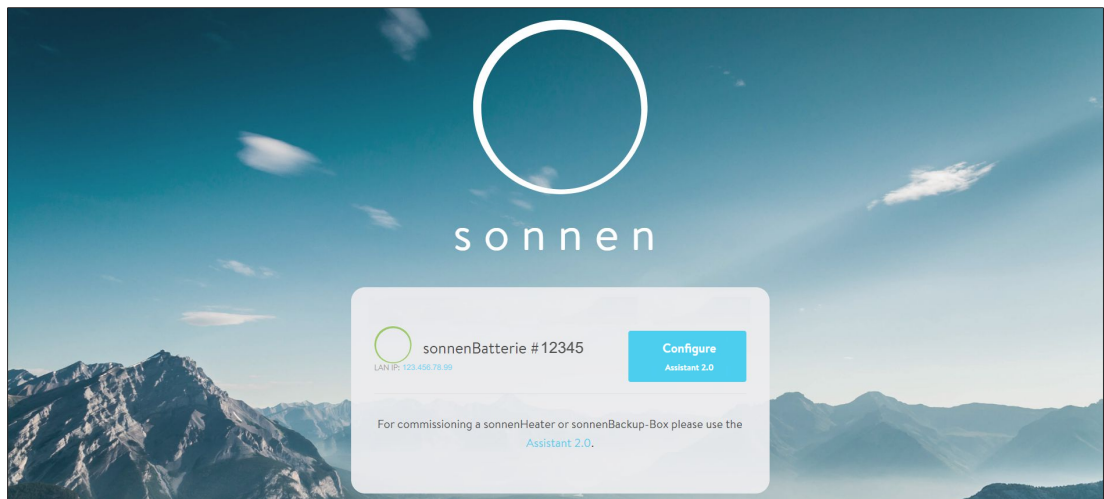 sonnen
sonnenBatterie #12345
LAN IP: 123.456.78.99
Configure
Assistant 2.0
For commissioning a sonnenHeater or sonnenBackup-Box please use the
Assistant 2.0.